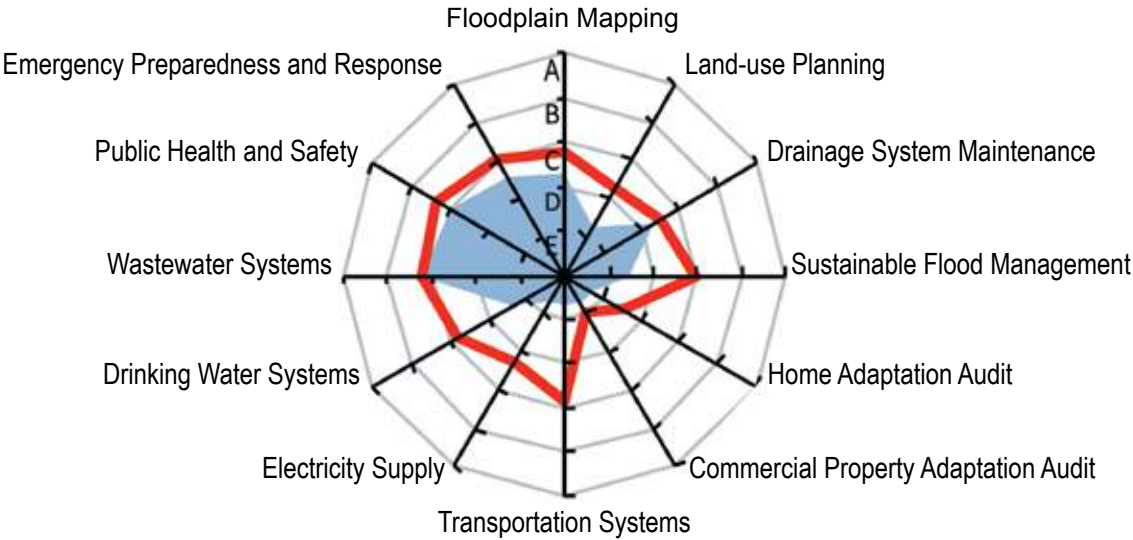 Floodplain Mapping
Emergency Preparedness and Response
Land-use Planning
A
B
Public Health and Safety
Drainage System Maintenance
C
D
E
Wastewater Systems
Sustainable Flood Management
Drinking Water Systems
Home Adaptation Audit
Electricity Supply
Commercial Property Adaptation Audit
Transportation Systems